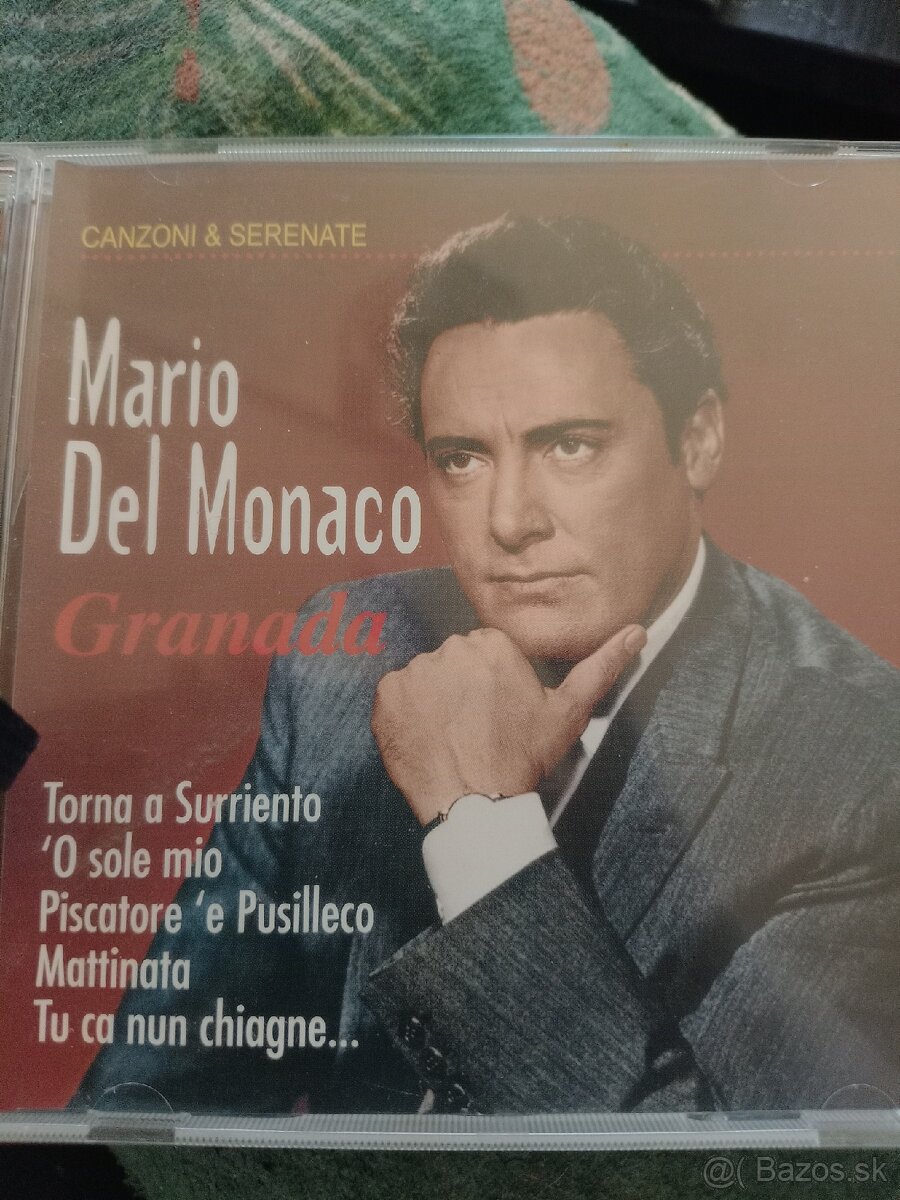 CANZONI & SERENATE
Mario
Del Monaco
Granada
Torna a Surriento
'O sole mio
Piscatore 'e Pusilleco
Mattinata
Tu ca nun chiagne...
@( Bazos.sk